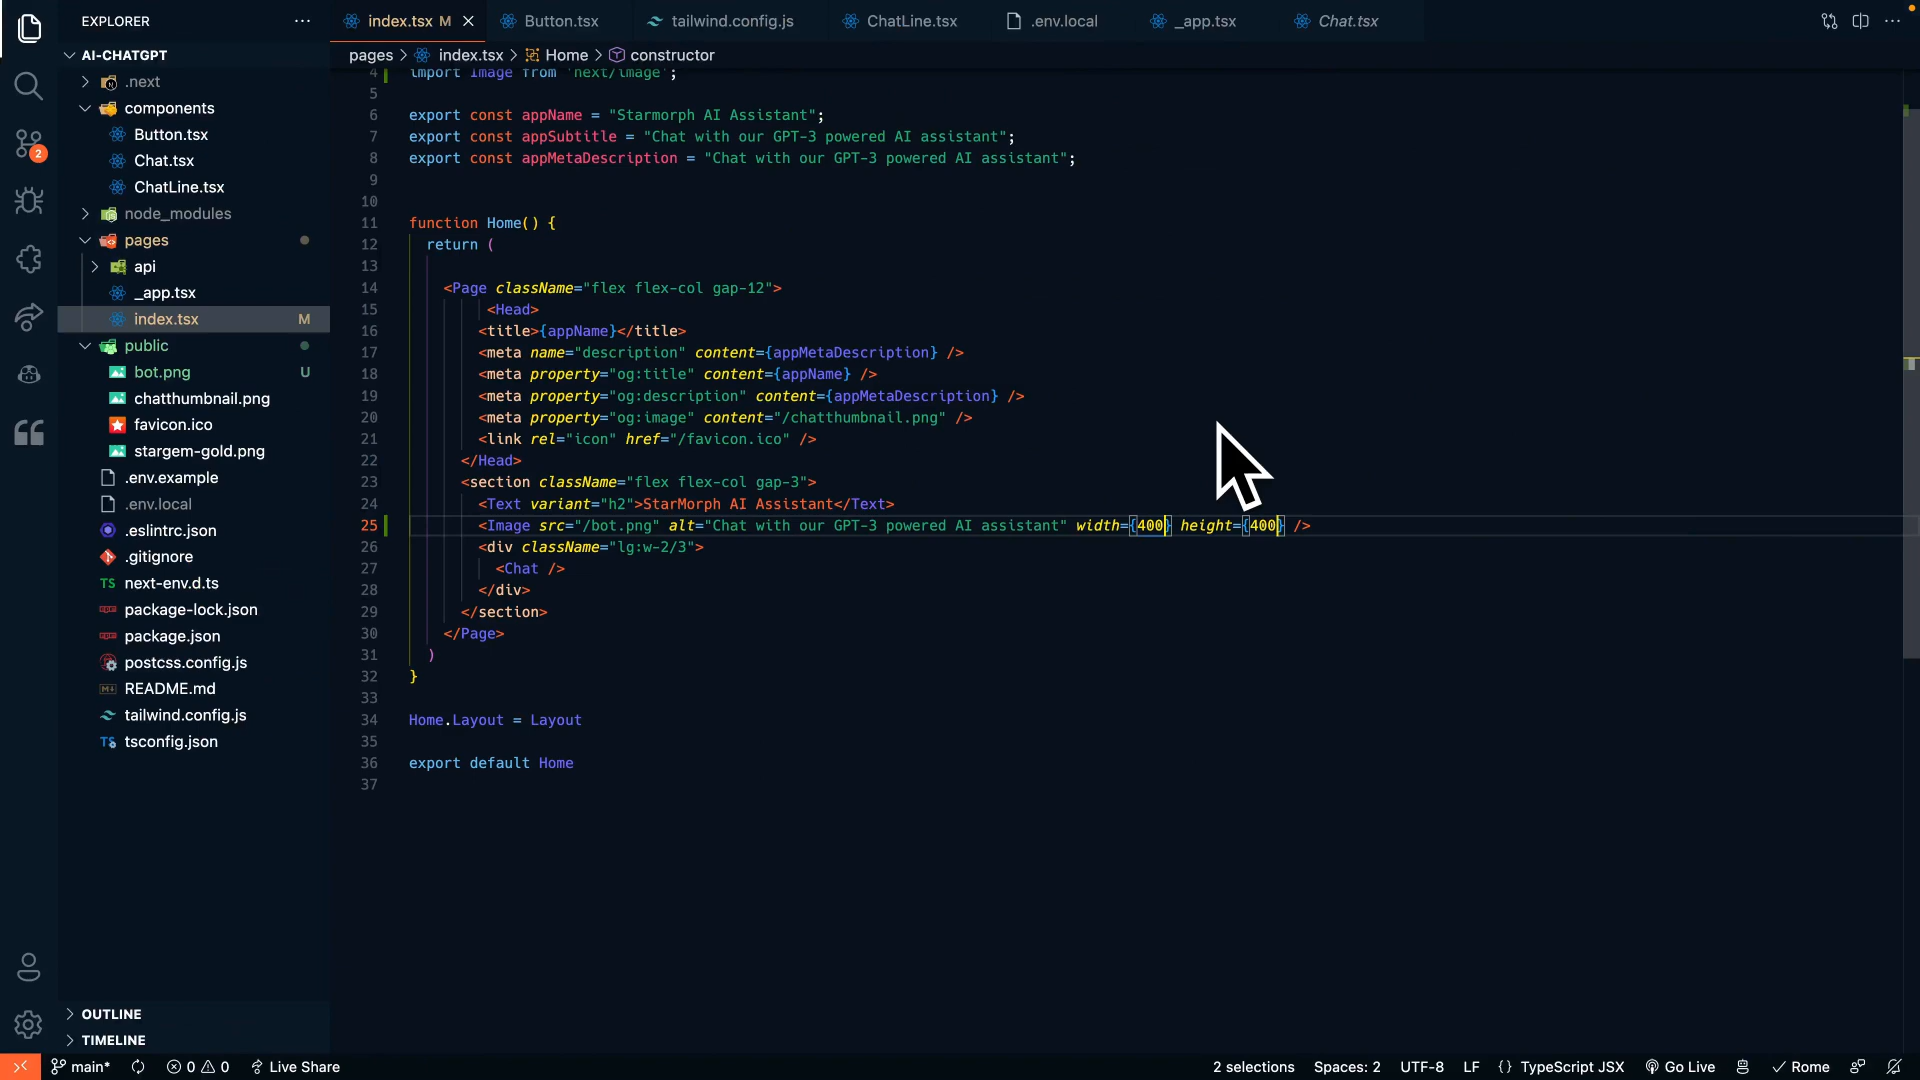 EXPLORER
index.tsx M
Button.tsx
tailwind.config.js
ChatLine.tsx
.env.local
_app.tsx
Chat.tsx
pages > index.tsx > Home > constructor
AI-CHATGPT
.next
components
Button.tsx
Chat.tsx
ChatLine.tsx
node_modules
pages
api
_app.tsx
index.tsx M
public
bot.png U
chatthumbnail.png
favicon.ico
stargem-gold.png
.env.example
.env.local
.eslintrc.json
.gitignore
TS next-env.d.ts
package-lock.json
package.json
postcss.config.js
README.md
tailwind.config.js
tsconfig.json
OUTLINE
TIMELINE
2
4 import Image from 'next/image';
5
6 export const appName = "Starmorph AI Assistant";
7 export const appSubtitle = "Chat with our GPT-3 powered AI assistant";
8 export const appMetaDescription = "Chat with our GPT-3 powered AI assistant";
9
10
11 function Home() {
12 return (
13
14 <Page className="flex flex-col gap-12">
15 <Head>
16 <title>{appName}</title>
17 <meta name="description" content={appMetaDescription} />
18 <meta property="og:title" content={appName} />
19 <meta property="og:description" content={appMetaDescription} />
20 <meta property="og:image" content="/chatthumbnail.png" />
21 <link rel="icon" href="/favicon.ico" />
22 </Head>
23 <section className="flex flex-col gap-3">
24 <Text variant="h2">StarMorph AI Assistant</Text>
25 <Image src="/bot.png" alt="Chat with our GPT-3 powered AI assistant" width={400} height={400} />
26 <div className="lg:w-2/3">
27 <Chat />
28 </div>
29 </section>
30 </Page>
31 )
32 }
33
34 Home.Layout = Layout
35
36 export default Home
37
main* 0 0 Live Share 2 selections Spaces: 2 UTF-8 LF {} TypeScript JSX Go Live Rome